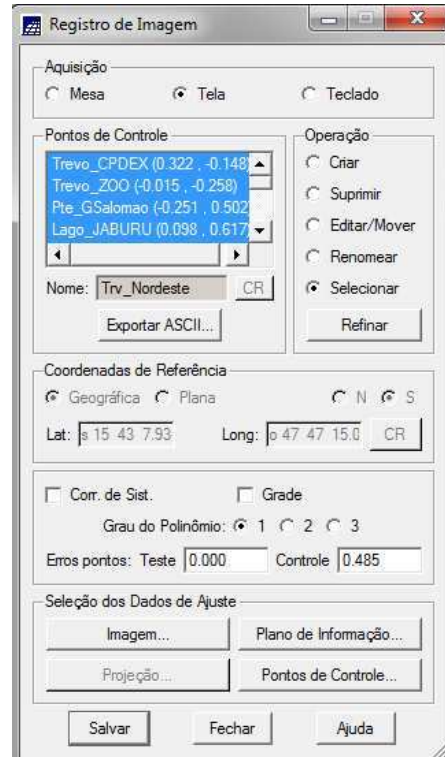 Registro de Imagem
Aquisição
Mesa Tela Teclado
Pontos de Controle
Trevo_CPDEX (0.322 , -0.148)
Trevo_ZOO (-0.015 , -0.258)
Pte_GSalomao (-0.251 , 0.502)
Lago_JABURU (0.098 , 0.617)
Nome: Trv_Nordeste CR
Exportar ASCII...
Operação
Criar
Suprimir
Editar/Mover
Renomear
Selecionar
Refinar
Coordenadas de Referência
Geográfica Plana N S
Lat: s 15 43 7.93 Long: o 47 47 15.0 CR
Corr. de Sist. Grade
Grau do Polinômio: 1 2 3
Erros pontos: Teste 0.000 Controle 0.485
Seleção dos Dados de Ajuste
Imagem... Plano de Informação...
Projeção... Pontos de Controle...
Salvar Fechar Ajuda